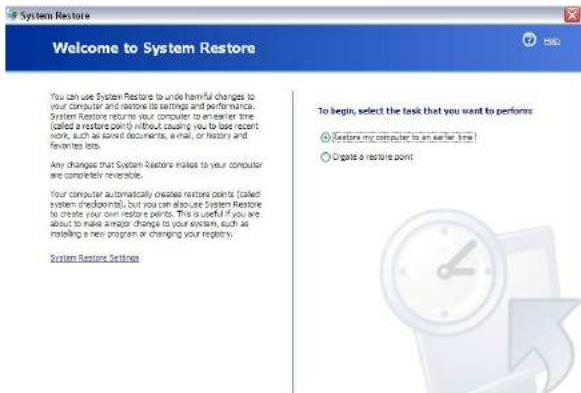 System Restore
Welcome to System Restore
Help
You can use System Restore to undo harmful changes to
your computer and restore its settings and performance.
System Restore returns your computer to an earlier time
(called a restore point) without causing you to lose recent
work, such as saved documents, e-mail, or history and
favorites lists.
Any changes that System Restore makes to your computer
are completely reversible.
Your computer automatically creates restore points (called
system checkpoints), but you can also use System Restore
to create your own restore points. This is useful if you are
about to make a major change to your system, such as
installing a new program or changing your registry.
System Restore Settings
To begin, select the task that you want to perform:
Restore my computer to an earlier time
Create a restore point